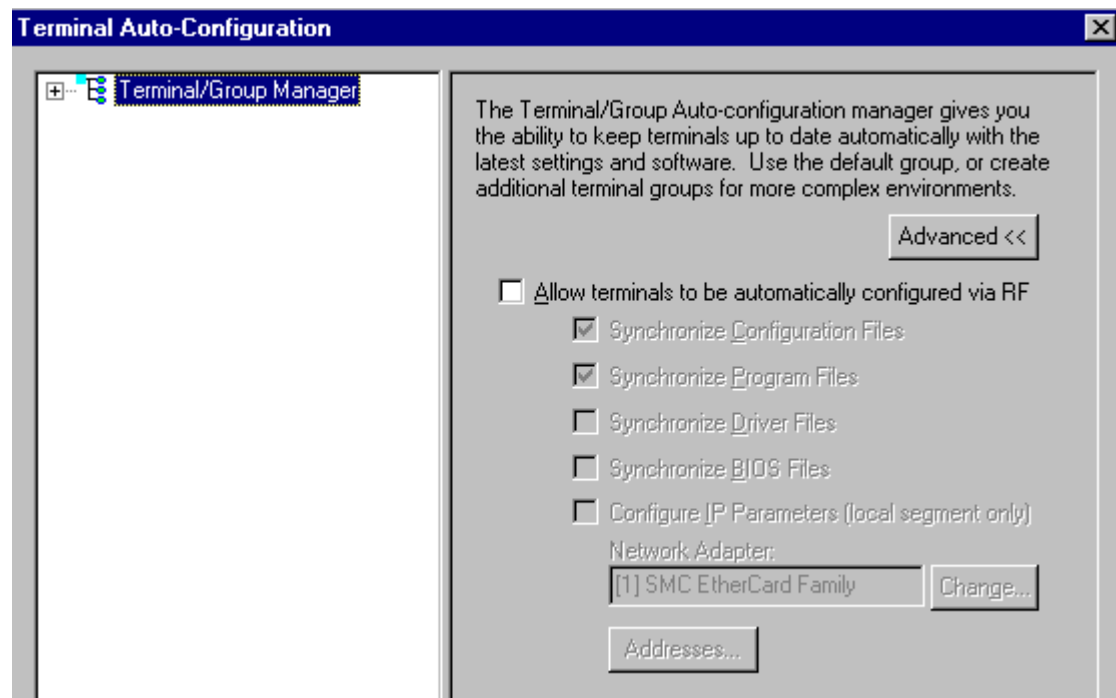 Terminal Auto-Configuration
Terminal/Group Manager
The Terminal/Group Auto-configuration manager gives you
the ability to keep terminals up to date automatically with the
latest settings and software. Use the default group, or create
additional terminal groups for more complex environments.
Advanced <<
Allow terminals to be automatically configured via RF
Synchronize Configuration Files
Synchronize Program Files
Synchronize Driver Files
Synchronize BIOS Files
Configure IP Parameters (local segment only)
Network Adapter:
[1] SMC EtherCard Family
Change...
Addresses...